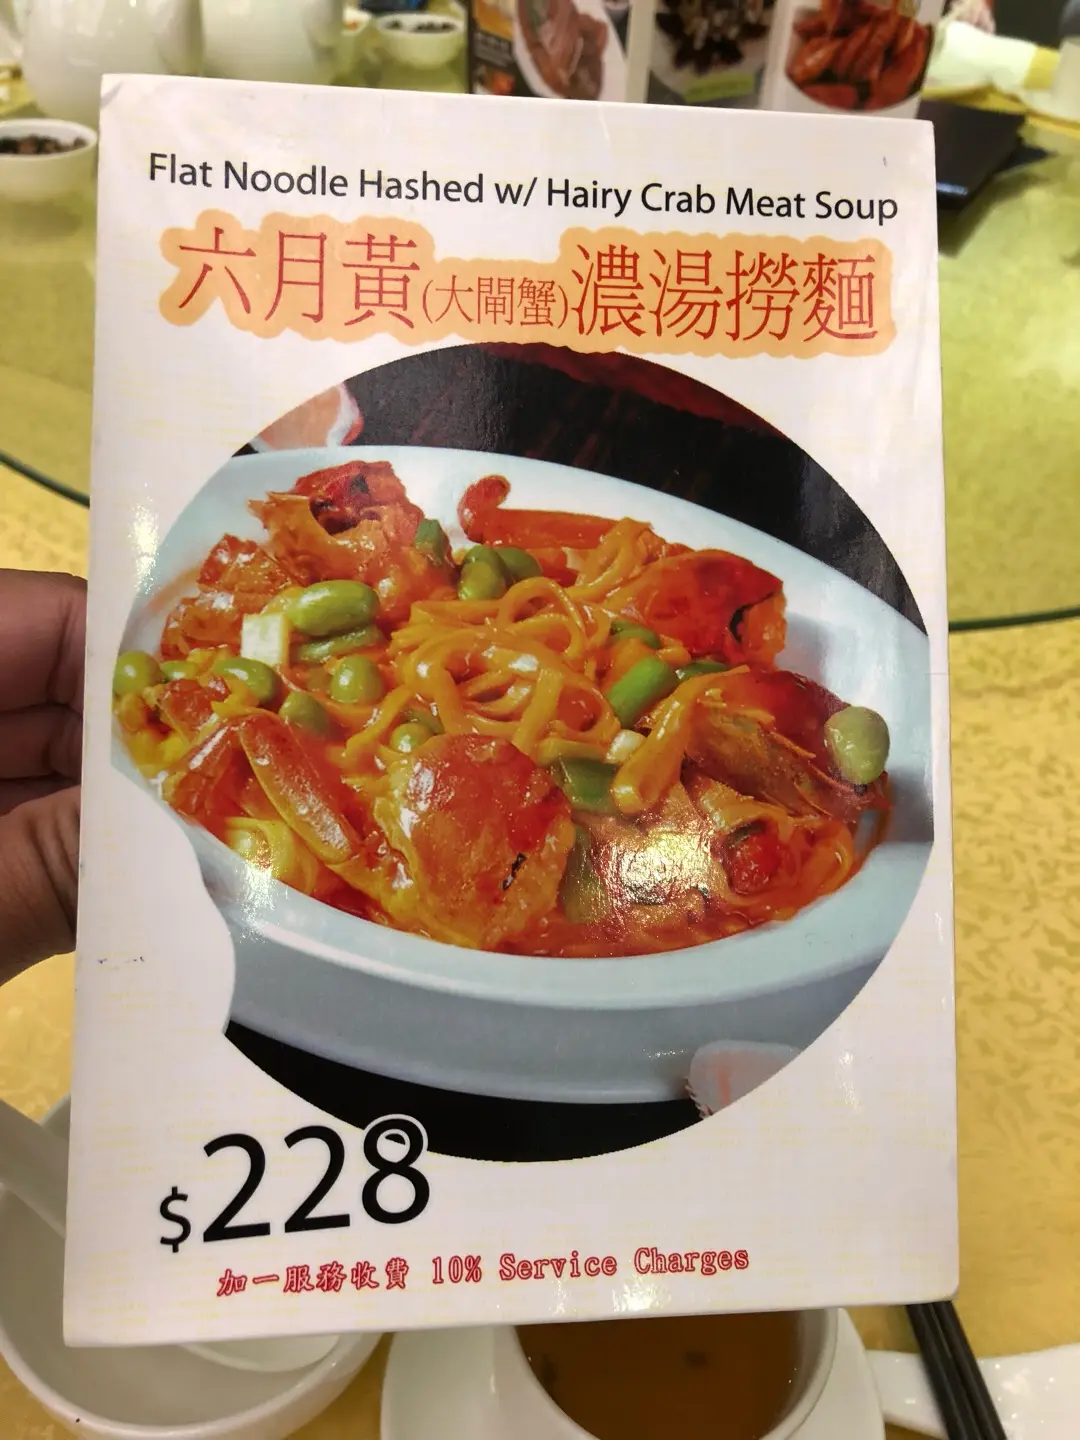 Flat Noodle Hashed w/ Hairy Crab Meat Soup
六月黃(大閘蟹)濃湯撈麵
$228
加一服務收費 10% Service Charges